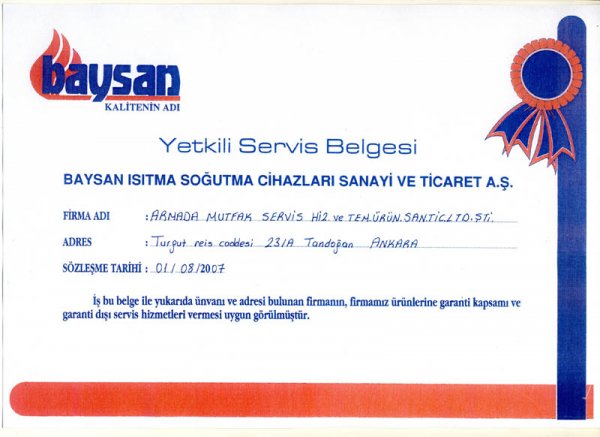 baysan
KALİTENİN ADI
Yetkili Servis Belgesi
BAYSAN ISITMA SOĞUTMA CİHAZLARI SANAYİ VE TİCARET A.Ş.
FİRMA ADI : ARMADA MUTFAK SERVİS HİZ ve TEM.ÜRÜN.SAN.TİC.LTD.ŞTİ.
ADRES : Turgut reis caddesi 23/A Tandoğan ANKARA
SÖZLEŞME TARİHİ : 01/08/2007
İş bu belge ile yukarıda ünvanı ve adresi bulunan firmanın, firmamız ürünlerine garanti kapsamı ve
garanti dışı servis hizmetleri vermesi uygun görülmüştür.